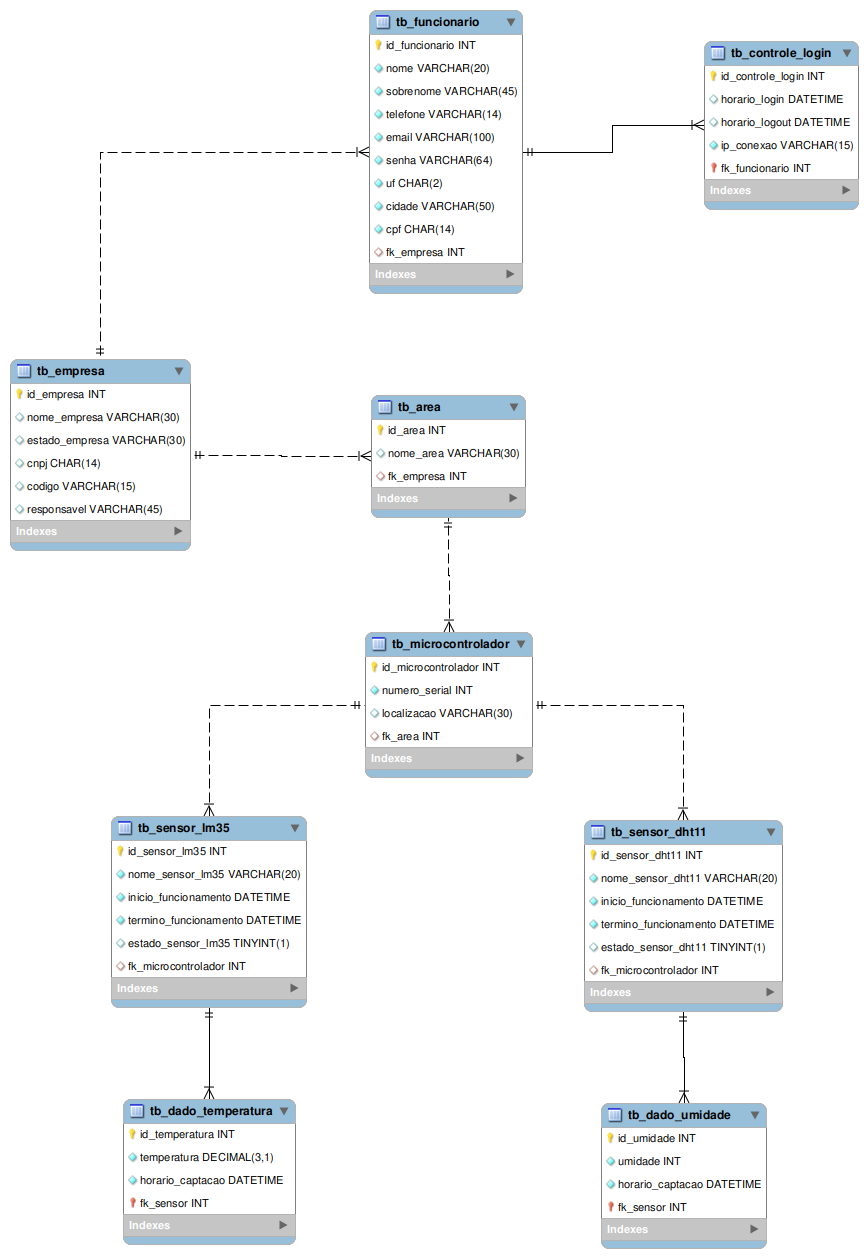 tb_funcionario
id_funcionario INT
nome VARCHAR(20)
sobrenome VARCHAR(45)
telefone VARCHAR(14)
email VARCHAR(100)
senha VARCHAR(64)
uf CHAR(2)
cidade VARCHAR(50)
cpf CHAR(14)
fk_empresa INT
Indexes
tb_controle_login
id_controle_login INT
horario_login DATETIME
horario_logout DATETIME
ip_conexao VARCHAR(15)
fk_funcionario INT
Indexes
tb_empresa
id_empresa INT
nome_empresa VARCHAR(30)
estado_empresa VARCHAR(30)
cnpj CHAR(14)
codigo VARCHAR(15)
responsavel VARCHAR(45)
Indexes
tb_area
id_area INT
nome_area VARCHAR(30)
fk_empresa INT
Indexes
tb_microcontrolador
id_microcontrolador INT
numero_serial INT
localizacao VARCHAR(30)
fk_area INT
Indexes
tb_sensor_lm35
id_sensor_lm35 INT
nome_sensor_lm35 VARCHAR(20)
inicio_funcionamento DATETIME
termino_funcionamento DATETIME
estado_sensor_lm35 TINYINT(1)
fk_microcontrolador INT
Indexes
tb_sensor_dht11
id_sensor_dht11 INT
nome_sensor_dht11 VARCHAR(20)
inicio_funcionamento DATETIME
termino_funcionamento DATETIME
estado_sensor_dht11 TINYINT(1)
fk_microcontrolador INT
Indexes
tb_dado_temperatura
id_temperatura INT
temperatura DECIMAL(3,1)
horario_captacao DATETIME
fk_sensor INT
Indexes
tb_dado_umidade
id_umidade INT
umidade INT
horario_captacao DATETIME
fk_sensor INT
Indexes